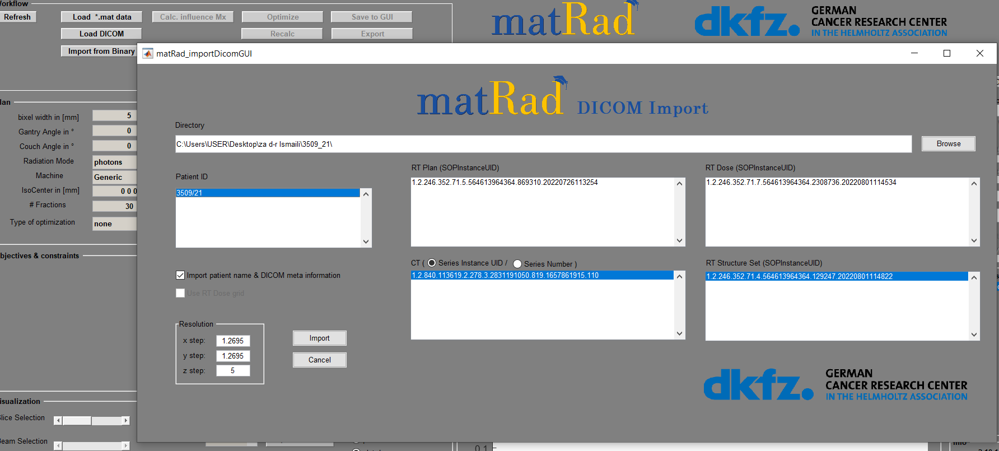 Workflow
Refresh
Load *.mat data
Calc. influence Mx
Optimize
Save to GUI
Load DICOM
Recalc
Export
Import from Binary
matRad
dkfz.
GERMAN
CANCER RESEARCH CENTER
IN THE HELMHOLTZ ASSOCIATION
lan
bixel width in [mm]
5
Gantry Angle in °
0
Couch Angle in °
0
Radiation Mode
photons
Machine
Generic
IsoCenter in [mm]
0 0 0
# Fractions
30
Type of optimization
none
bjectives & constraints
isualization
Slice Selection
Beam Selection
matRad_importDicomGUI
matRad DICOM Import
Directory
C:\Users\USER\Desktop\za d-r Ismaili\3509_21\
Browse
Patient ID
3509/21
RT Plan (SOPInstanceUID)
1.2.246.352.71.5.564613964364.869310.20220726113254
RT Dose (SOPInstanceUID)
1.2.246.352.71.7.564613964364.2308736.20220801114534
Import patient name & DICOM meta information
Use RT Dose grid
CT ( Series Instance UID / Series Number )
1.2.840.113619.2.278.3.2831191050.819.1657861915.110
RT Structure Set (SOPInstanceUID)
1.2.246.352.71.4.564613964364.129247.20220801114822
Resolution
x step: 1.2695
y step: 1.2695
z step: 5
Import
Cancel
dkfz.
GERMAN
CANCER RESEARCH CENTER
IN THE HELMHOLTZ ASSOCIATION
0.1